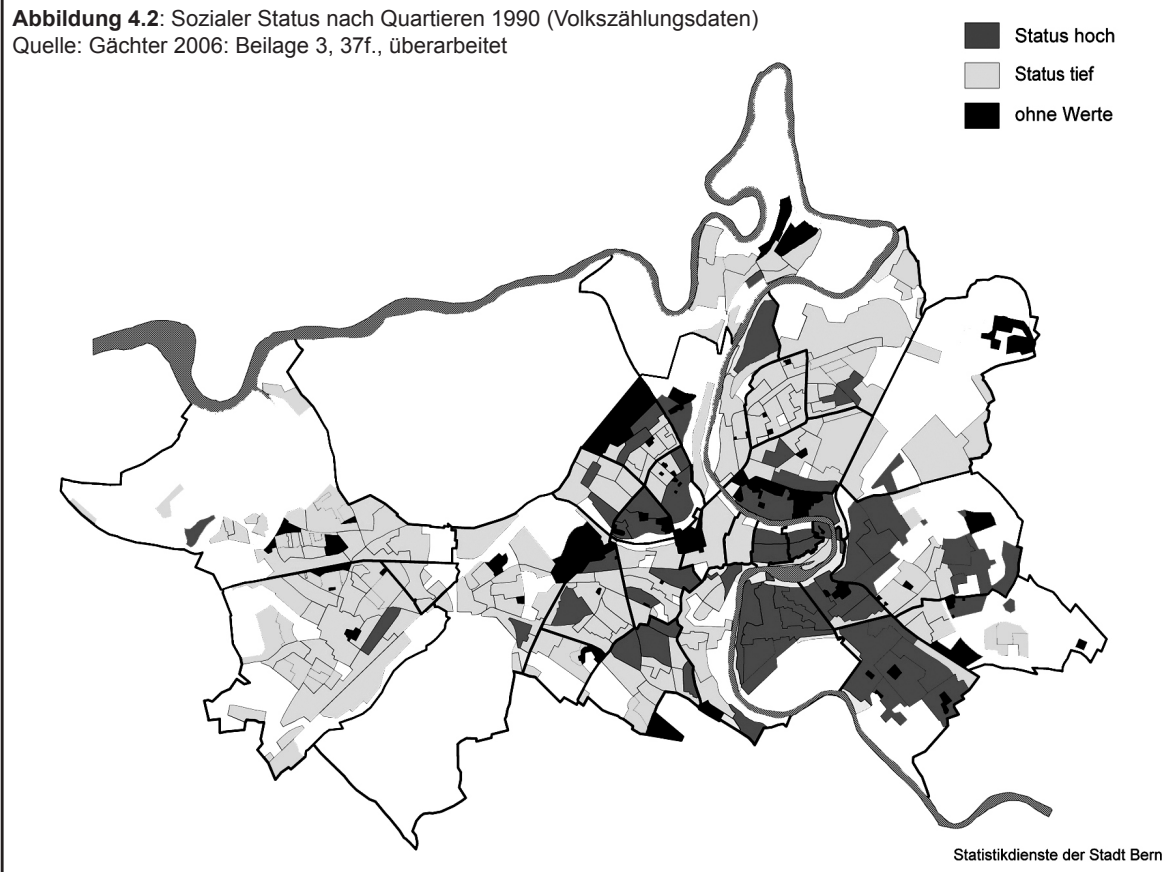 Abbildung 4.2: Sozialer Status nach Quartieren 1990 (Volkszählungsdaten)
Quelle: Gächter 2006: Beilage 3, 37f., überarbeitet
Status hoch
Status tief
ohne Werte
Statistikdienste der Stadt Bern